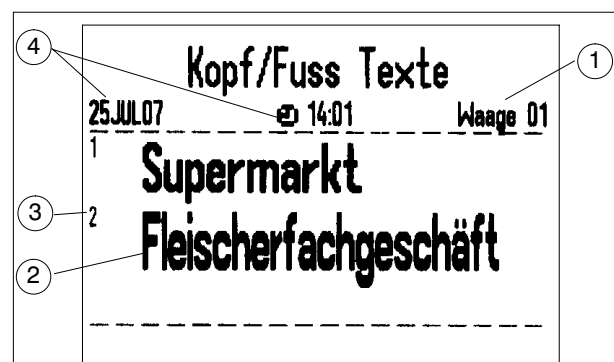 Kopf/Fuss Texte
4
1
25JUL07 14:01 Waage 01
1
Supermarkt
3
2
Fleischerfachgeschäft
2